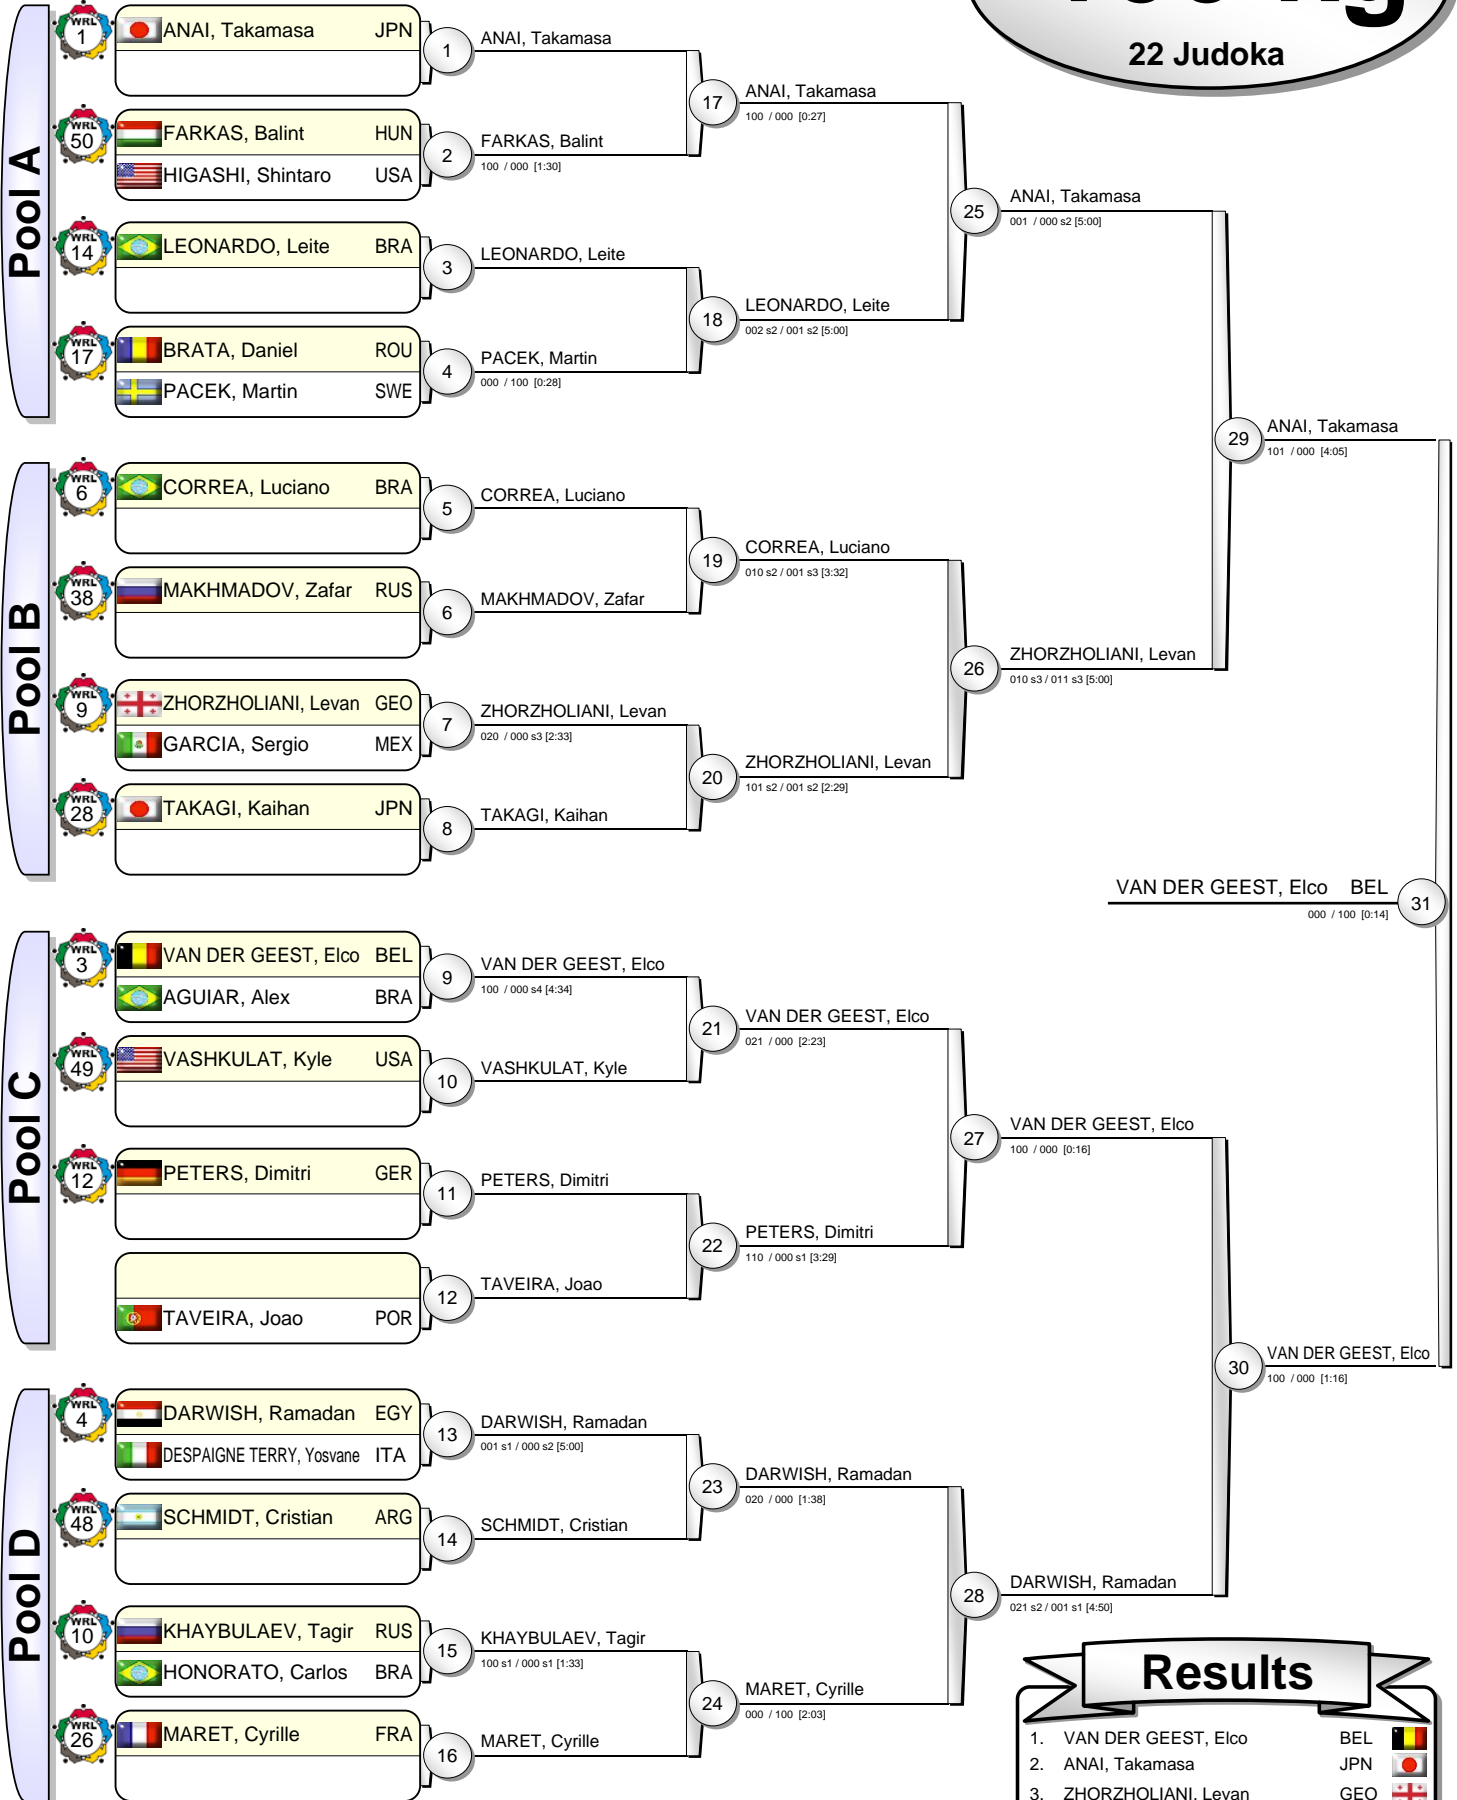 100 kg
22 Judoka
Pool A
WRL 1 ANAI, Takamasa JPN
WRL 50 FARKAS, Balint HUN
HIGASHI, Shintaro USA
WRL 14 LEONARDO, Leite BRA
WRL 17 BRATA, Daniel ROU
PACEK, Martin SWE
1 ANAI, Takamasa
2 FARKAS, Balint
100 / 000 [1:30]
3 LEONARDO, Leite
4 PACEK, Martin
000 / 100 [0:28]
17 ANAI, Takamasa
100 / 000 [0:27]
18 LEONARDO, Leite
002 s2 / 001 s2 [5:00]
25 ANAI, Takamasa
001 / 000 s2 [5:00]
Pool B
WRL 6 CORREA, Luciano BRA
WRL 38 MAKHMADOV, Zafar RUS
WRL 9 ZHORZHOLIANI, Levan GEO
GARCIA, Sergio MEX
WRL 28 TAKAGI, Kaihan JPN
5 CORREA, Luciano
6 MAKHMADOV, Zafar
7 ZHORZHOLIANI, Levan
020 / 000 s3 [2:33]
8 TAKAGI, Kaihan
19 CORREA, Luciano
010 s2 / 001 s3 [3:32]
20 ZHORZHOLIANI, Levan
101 s2 / 001 s2 [2:29]
26 ZHORZHOLIANI, Levan
010 s3 / 011 s3 [5:00]
29 ANAI, Takamasa
101 / 000 [4:05]
VAN DER GEEST, Elco BEL 31
000 / 100 [0:14]
Pool C
WRL 3 VAN DER GEEST, Elco BEL
AGUIAR, Alex BRA
WRL 49 VASHKULAT, Kyle USA
WRL 12 PETERS, Dimitri GER
TAVEIRA, Joao POR
9 VAN DER GEEST, Elco
100 / 000 s4 [4:34]
10 VASHKULAT, Kyle
11 PETERS, Dimitri
12 TAVEIRA, Joao
21 VAN DER GEEST, Elco
021 / 000 [2:23]
22 PETERS, Dimitri
110 / 000 s1 [3:29]
27 VAN DER GEEST, Elco
100 / 000 [0:16]
Pool D
WRL 4 DARWISH, Ramadan EGY
DESPAIGNE TERRY, Yosvane ITA
WRL 48 SCHMIDT, Cristian ARG
WRL 10 KHAYBULAEV, Tagir RUS
HONORATO, Carlos BRA
WRL 26 MARET, Cyrille FRA
13 DARWISH, Ramadan
001 s1 / 000 s2 [5:00]
14 SCHMIDT, Cristian
15 KHAYBULAEV, Tagir
100 s1 / 000 s1 [1:33]
16 MARET, Cyrille
23 DARWISH, Ramadan
020 / 000 [1:38]
24 MARET, Cyrille
000 / 100 [2:03]
28 DARWISH, Ramadan
021 s2 / 001 s1 [4:50]
30 VAN DER GEEST, Elco
100 / 000 [1:16]
Results
1. VAN DER GEEST, Elco BEL
2. ANAI, Takamasa JPN
3. ZHORZHOLIANI, Levan GEO